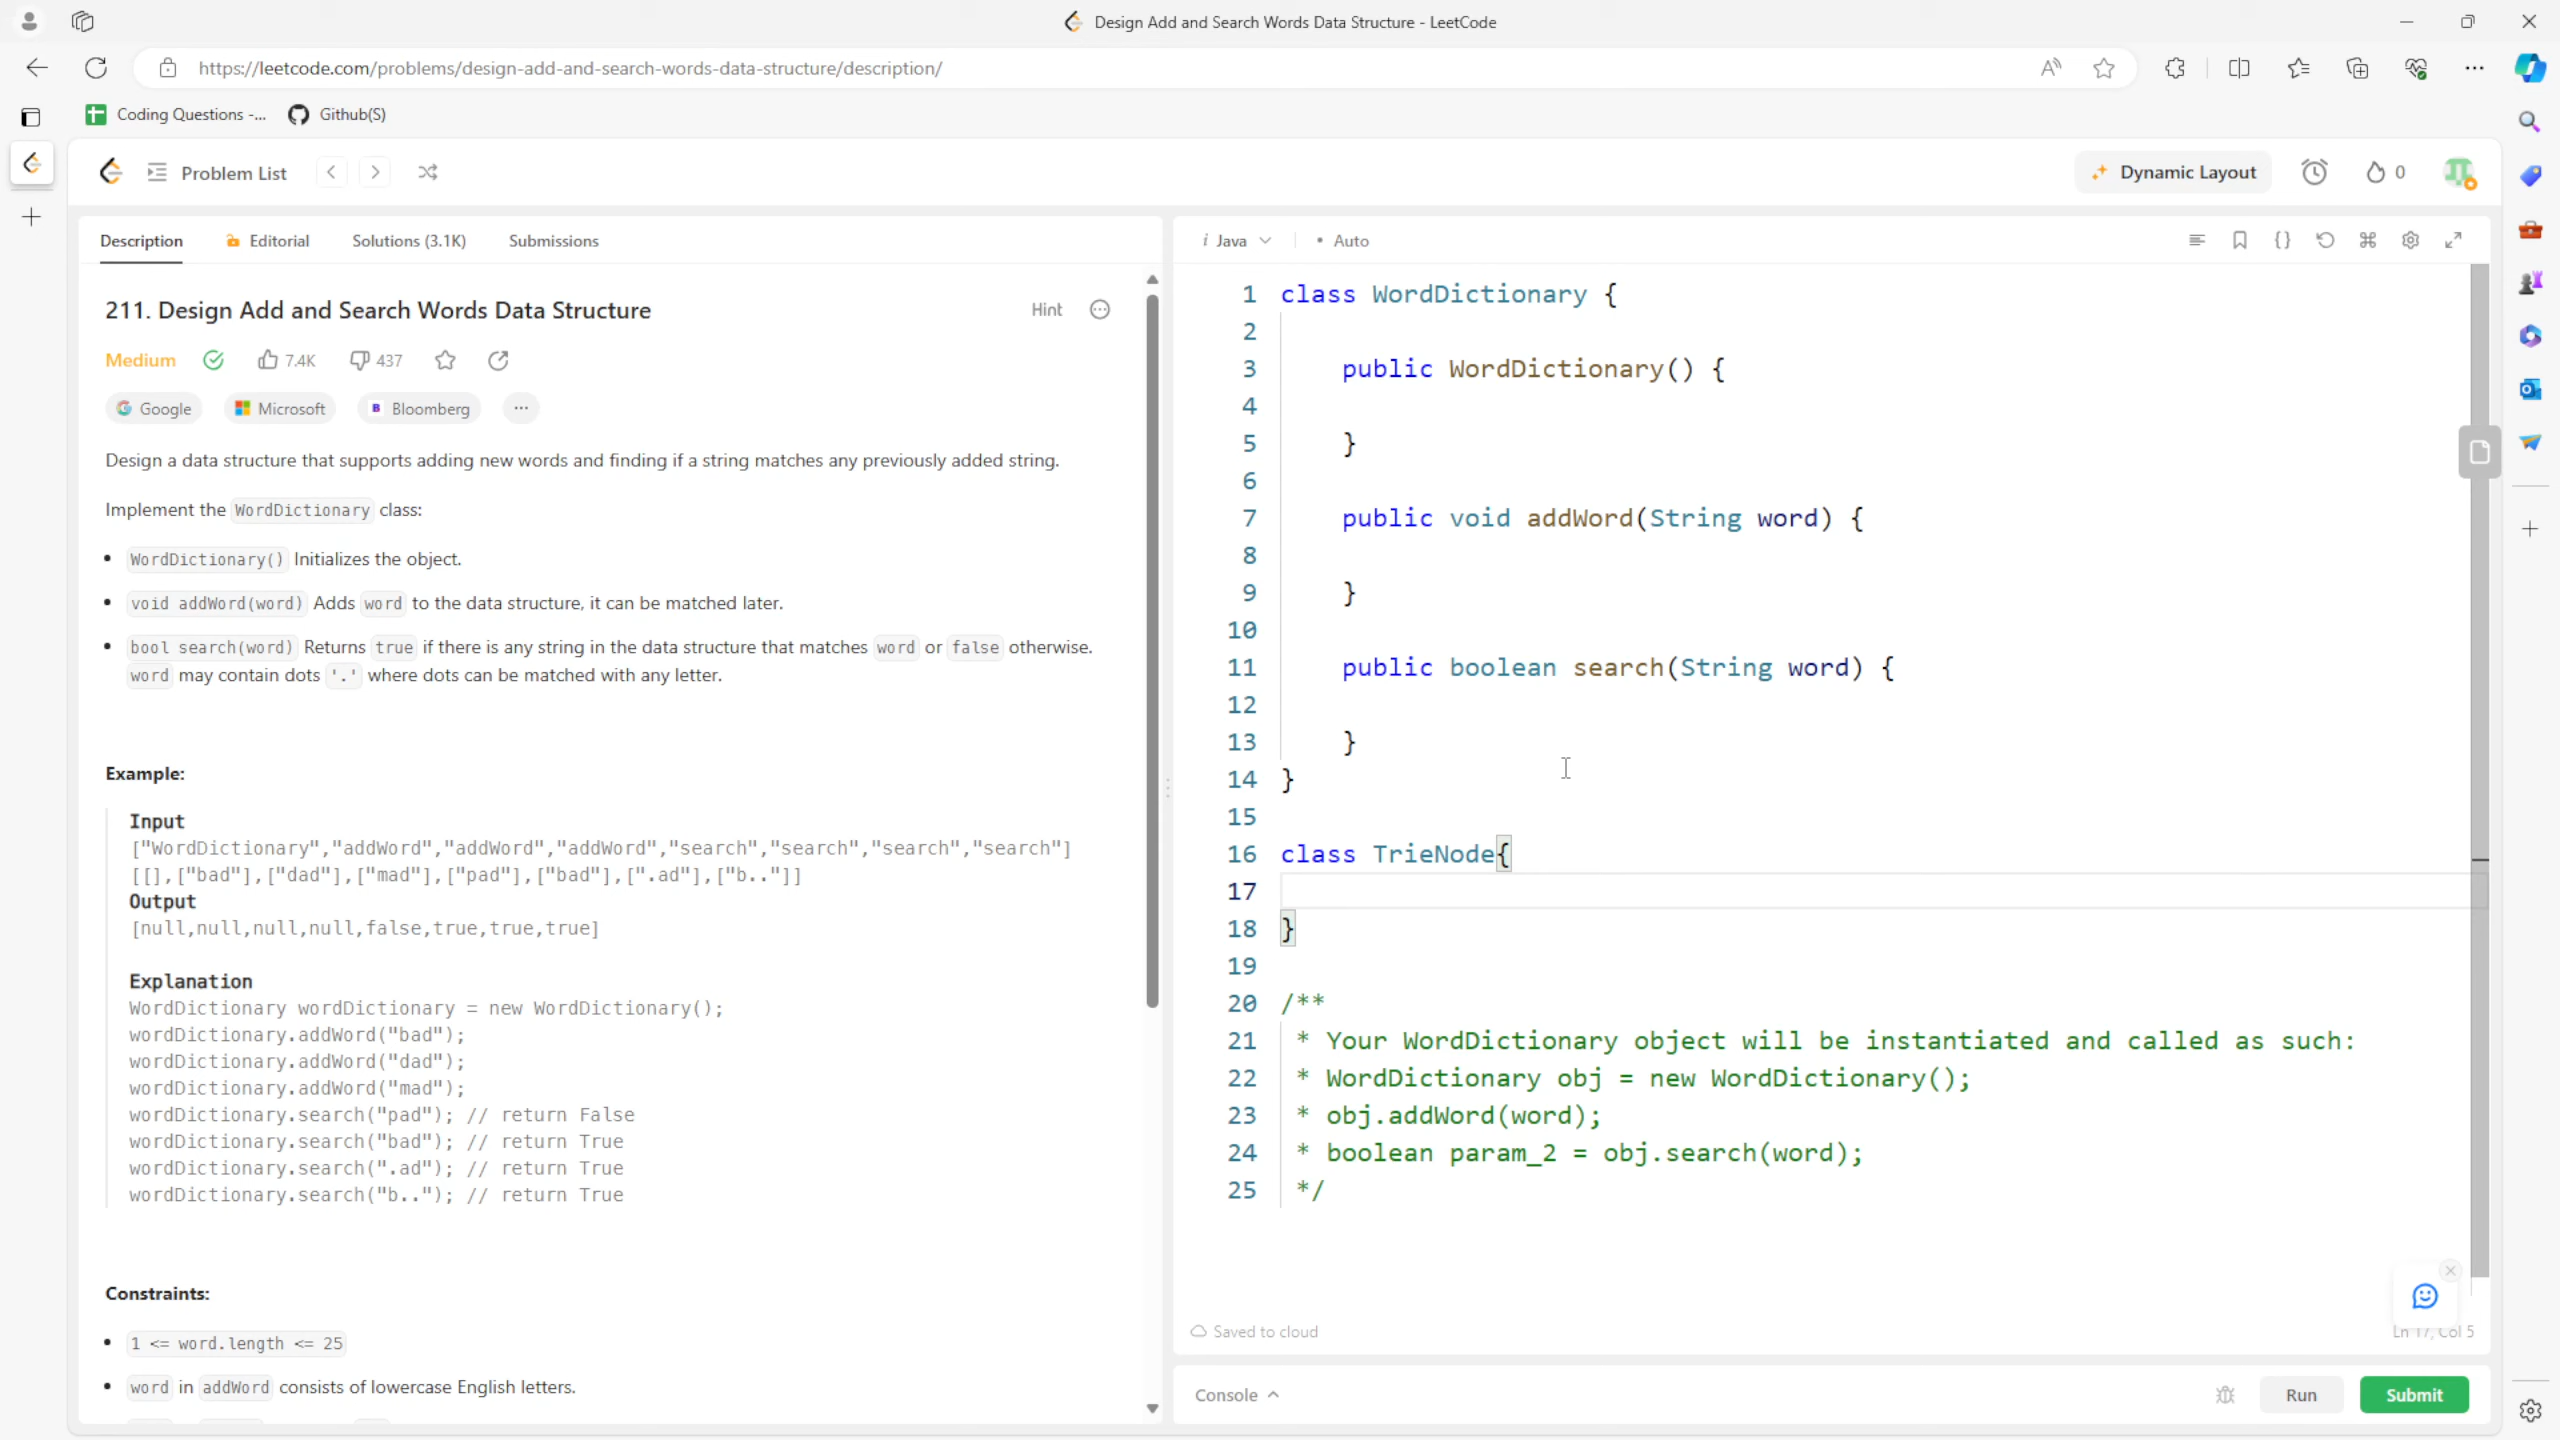 Design Add and Search Words Data Structure - LeetCode
https://leetcode.com/problems/design-add-and-search-words-data-structure/description/
Coding Questions -...
Github(S)
Problem List
Dynamic Layout
0
Description
Editorial
Solutions (3.1K)
Submissions
211. Design Add and Search Words Data Structure
Hint
Medium
7.4K
437
Google
Microsoft
Bloomberg
Design a data structure that supports adding new words and finding if a string matches any previously added string.
Implement the WordDictionary class:
• WordDictionary() Initializes the object.
• void addWord(word) Adds word to the data structure, it can be matched later.
• bool search(word) Returns true if there is any string in the data structure that matches word or false otherwise.
word may contain dots '.' where dots can be matched with any letter.
Example:
Input
["WordDictionary","addWord","addWord","addWord","search","search","search","search"]
[[],["bad"],["dad"],["mad"],["pad"],["bad"],[".ad"],["b.."]]
Output
[null,null,null,null,false,true,true,true]
Explanation
WordDictionary wordDictionary = new WordDictionary();
wordDictionary.addWord("bad");
wordDictionary.addWord("dad");
wordDictionary.addWord("mad");
wordDictionary.search("pad"); // return False
wordDictionary.search("bad"); // return True
wordDictionary.search(".ad"); // return True
wordDictionary.search("b.."); // return True
Constraints:
• 1 <= word.length <= 25
• word in addWord consists of lowercase English letters.
i Java
• Auto
1 class WordDictionary {
2
3 public WordDictionary() {
4
5 }
6
7 public void addWord(String word) {
8
9 }
10
11 public boolean search(String word) {
12
13 }
14 }
15
16 class TrieNode{
17
18 }
19
20 /**
21 * Your WordDictionary object will be instantiated and called as such:
22 * WordDictionary obj = new WordDictionary();
23 * obj.addWord(word);
24 * boolean param_2 = obj.search(word);
25 */
Saved to cloud
Ln 17, Col 5
Console
Run
Submit